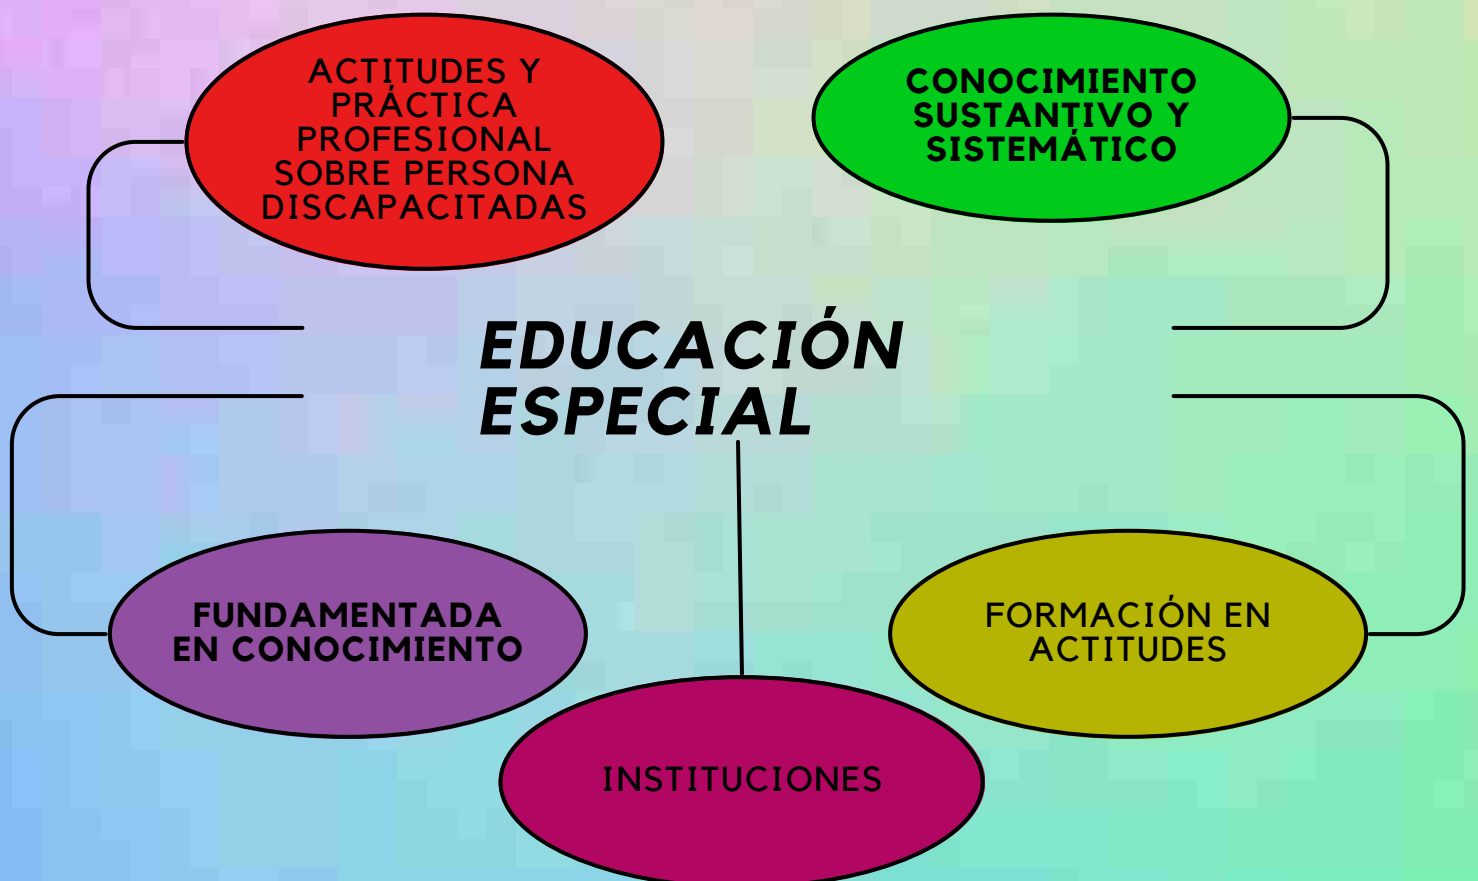 ACTITUDES Y
PRÁCTICA
PROFESIONAL
SOBRE PERSONA
DISCAPACITADAS
CONOCIMIENTO
SUSTANTIVO Y
SISTEMÁTICO
EDUCACIÓN
ESPECIAL
FUNDAMENTADA
EN CONOCIMIENTO
FORMACIÓN EN
ACTITUDES
INSTITUCIONES